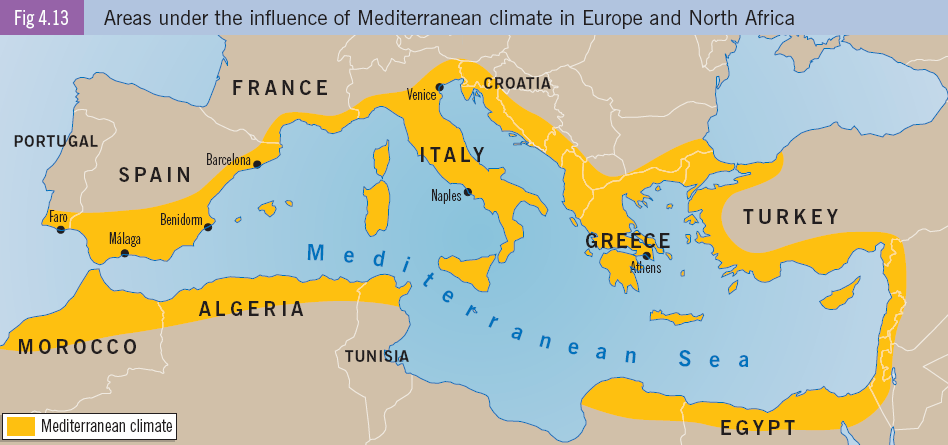 Fig 4.13
Areas under the influence of Mediterranean climate in Europe and North Africa
FRANCE
CROATIA
Venice
PORTUGAL
Barcelona
ITALY
SPAIN
Naples
Faro
Benidorm
TURKEY
Málaga
GREECE
Athens
Mediterranean Sea
ALGERIA
MOROCCO
TUNISIA
EGYPT
Mediterranean climate